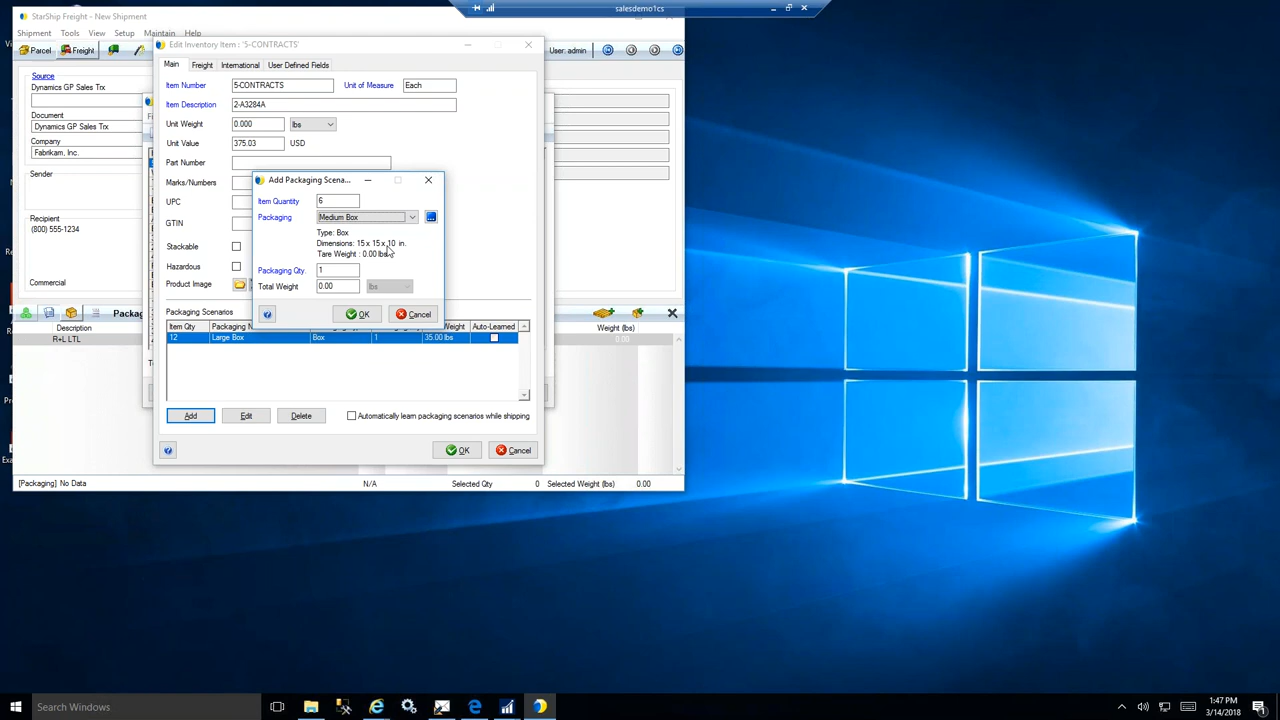 salesdemo1cs
StarShip Freight - New Shipment
Shipment Tools View Setup Maintain Help
Parcel Freight
User: admin
Edit Inventory Item : '5-CONTRACTS'
Main Freight International User Defined Fields
Source
Dynamics GP Sales Trx
Document
Dynamics GP Sales Trx
Company
Fabrikam, Inc.
Sender
Recipient
(800) 555-1234
Commercial
Item Number 5-CONTRACTS Unit of Measure Each
Item Description 2-A3284A
Unit Weight 0.000 lbs
Unit Value 375.03 USD
Part Number
Marks/Numbers
UPC
GTIN
Stackable
Hazardous
Product Image
Add Packaging Scena...
Item Quantity 6
Packaging Medium Box
Type: Box
Dimensions: 15 x 15 x 10 in.
Tare Weight : 0.00 lbs
Packaging Qty. 1
Total Weight 0.00 lbs
OK Cancel
Packaging Scenarios
Item Qty Packaging N Weight Auto-Learned
12 Large Box Box 1 35.00 lbs
Add Edit Delete Automatically learn packaging scenarios while shipping
OK Cancel
Description Weight (lbs)
R+L LTL 0.00
[Packaging] No Data N/A Selected Qty 0 Selected Weight (lbs) 0.00
Search Windows
1:47 PM
3/14/2018